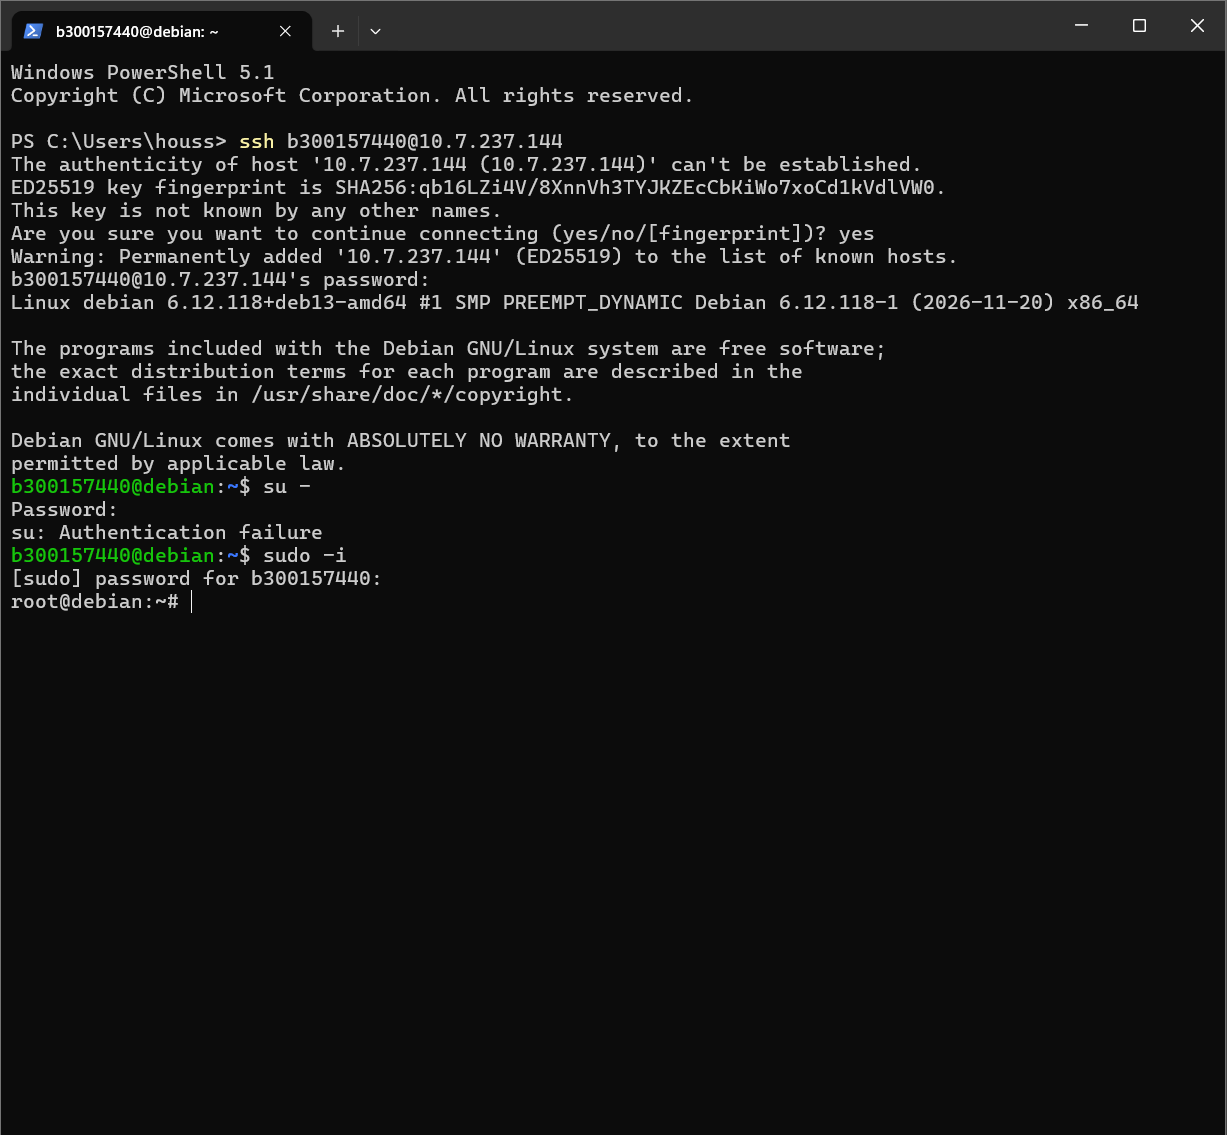 b300157440@debian: ~
Windows PowerShell 5.1
Copyright (C) Microsoft Corporation. All rights reserved.
PS C:\Users\houss> ssh b300157440@10.7.237.144
The authenticity of host '10.7.237.144 (10.7.237.144)' can't be established.
ED25519 key fingerprint is SHA256:qb16LZi4V/8XnnVh3TYJKZEcCbKiWo7xoCd1kVdlVW0.
This key is not known by any other names.
Are you sure you want to continue connecting (yes/no/[fingerprint])? yes
Warning: Permanently added '10.7.237.144' (ED25519) to the list of known hosts.
b300157440@10.7.237.144's password:
Linux debian 6.12.118+deb13-amd64 #1 SMP PREEMPT_DYNAMIC Debian 6.12.118-1 (2026-11-20) x86_64
The programs included with the Debian GNU/Linux system are free software;
the exact distribution terms for each program are described in the
individual files in /usr/share/doc/*/copyright.
Debian GNU/Linux comes with ABSOLUTELY NO WARRANTY, to the extent
permitted by applicable law.
b300157440@debian:~$ su -
Password:
su: Authentication failure
b300157440@debian:~$ sudo -i
[sudo] password for b300157440:
root@debian:~#